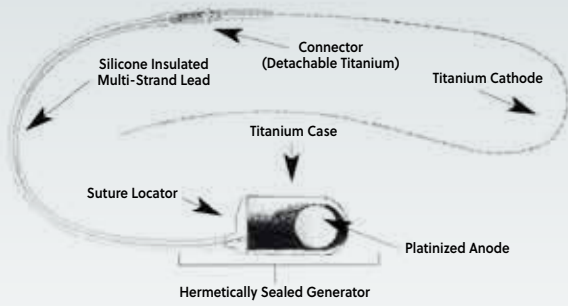 Connector
(Detachable Titanium)
Silicone Insulated
Multi-Strand Lead
Titanium Cathode
Titanium Case
Suture Locator
Platinized Anode
Hermetically Sealed Generator